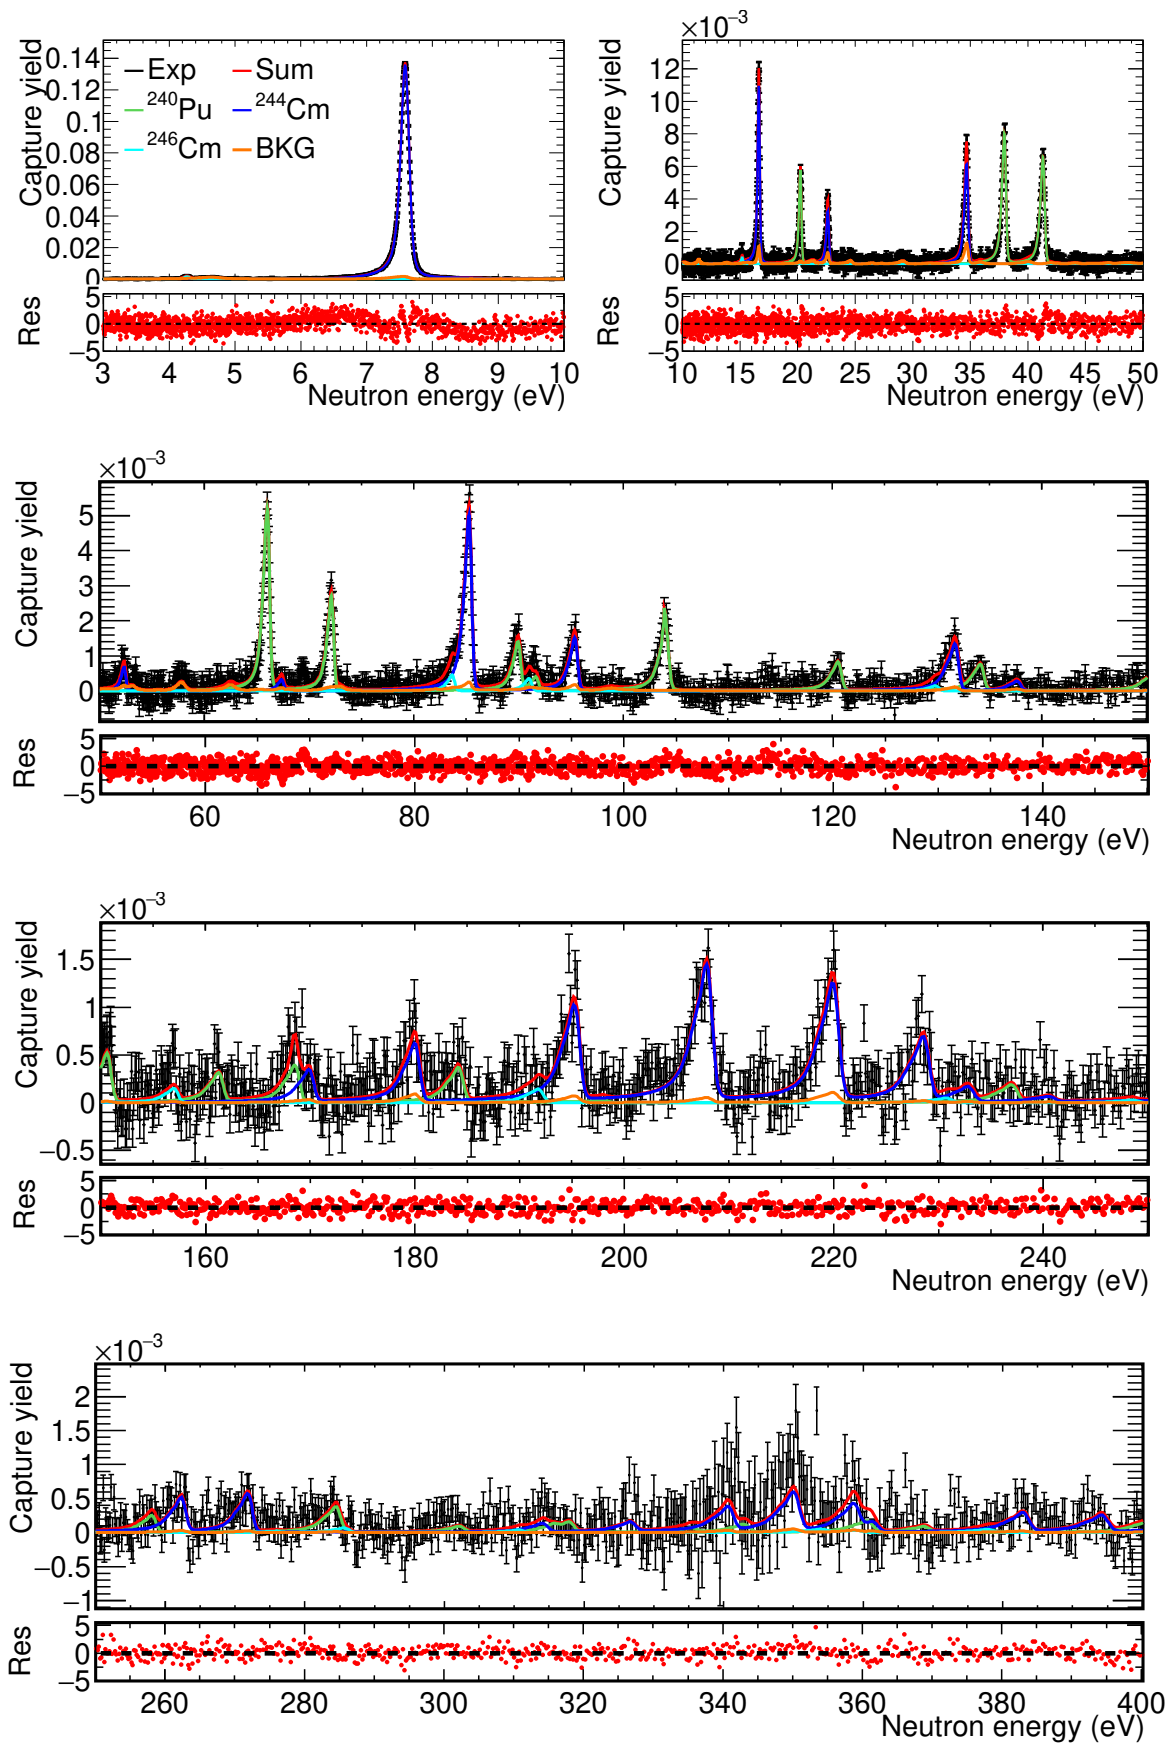 ×10⁻³
Capture yield
0.14
0.12
0.1
0.08
0.06
0.04
0.02
0
Exp
Sum
²⁴⁰Pu
²⁴⁴Cm
²⁴⁶Cm
BKG
Res
5
0
−5
3 4 5 6 7 8 9 10
Neutron energy (eV)
Capture yield
12
10
8
6
4
2
0
Res
5
0
−5
10 15 20 25 30 35 40 45 50
Neutron energy (eV)
×10⁻³
Capture yield
5
4
3
2
1
0
Res
5
0
−5
60 80 100 120 140
Neutron energy (eV)
×10⁻³
Capture yield
1.5
1
0.5
0
−0.5
Res
5
0
−5
160 180 200 220 240
Neutron energy (eV)
×10⁻³
Capture yield
2
1.5
1
0.5
0
−0.5
−1
Res
5
0
−5
260 280 300 320 340 360 380 400
Neutron energy (eV)